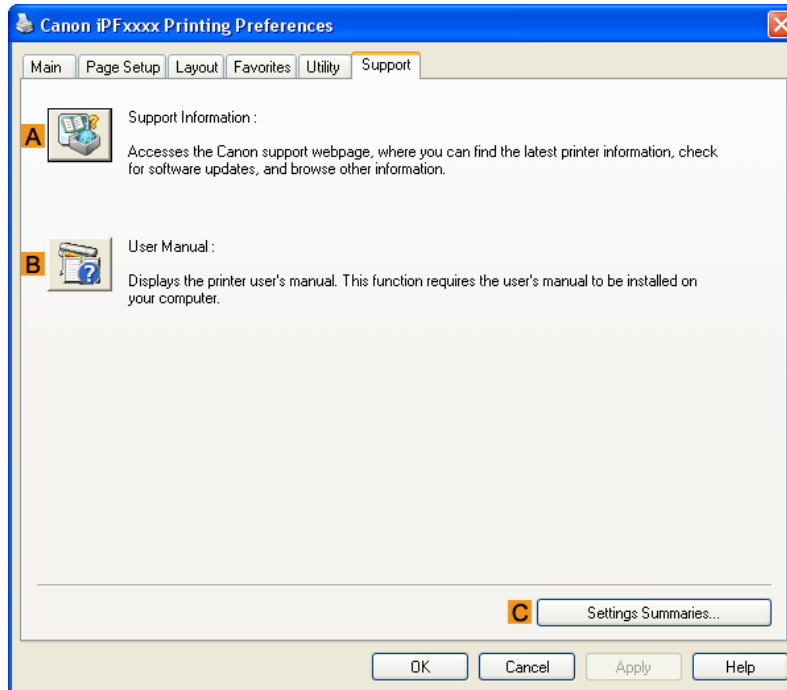 Canon iPFxxxx Printing Preferences
Main Page Setup Layout Favorites Utility Support
A
Support Information :
Accesses the Canon support webpage, where you can find the latest printer information, check
for software updates, and browse other information.
B
User Manual :
Displays the printer user's manual. This function requires the user's manual to be installed on
your computer.
C Settings Summaries...
OK Cancel Apply Help